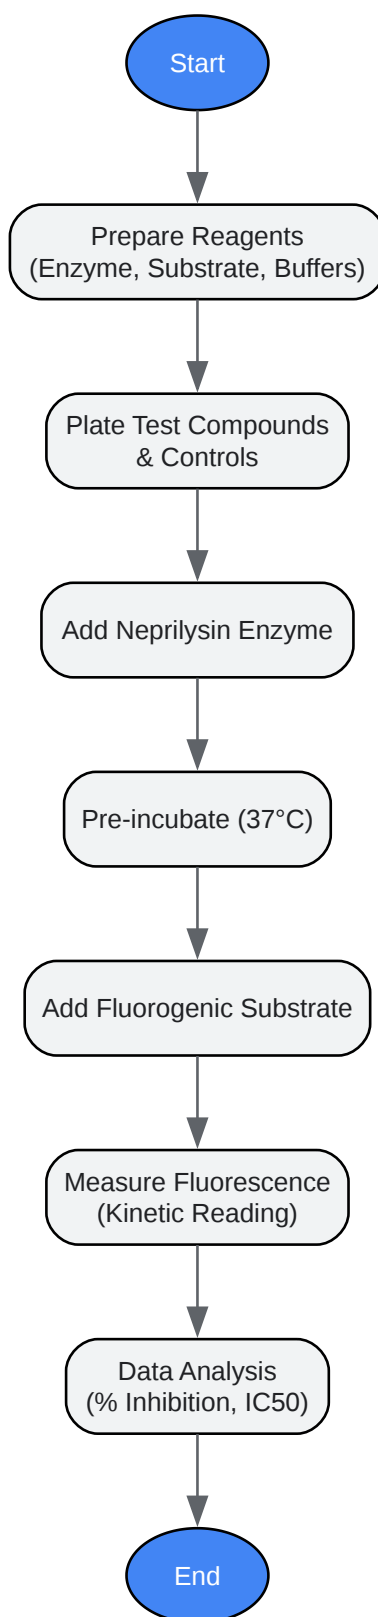 Start
Prepare Reagents
(Enzyme, Substrate, Buffers)
Plate Test Compounds
& Controls
Add Neprilysin Enzyme
Pre-incubate (37°C)
Add Fluorogenic Substrate
Measure Fluorescence
(Kinetic Reading)
Data Analysis
(% Inhibition, IC50)
End